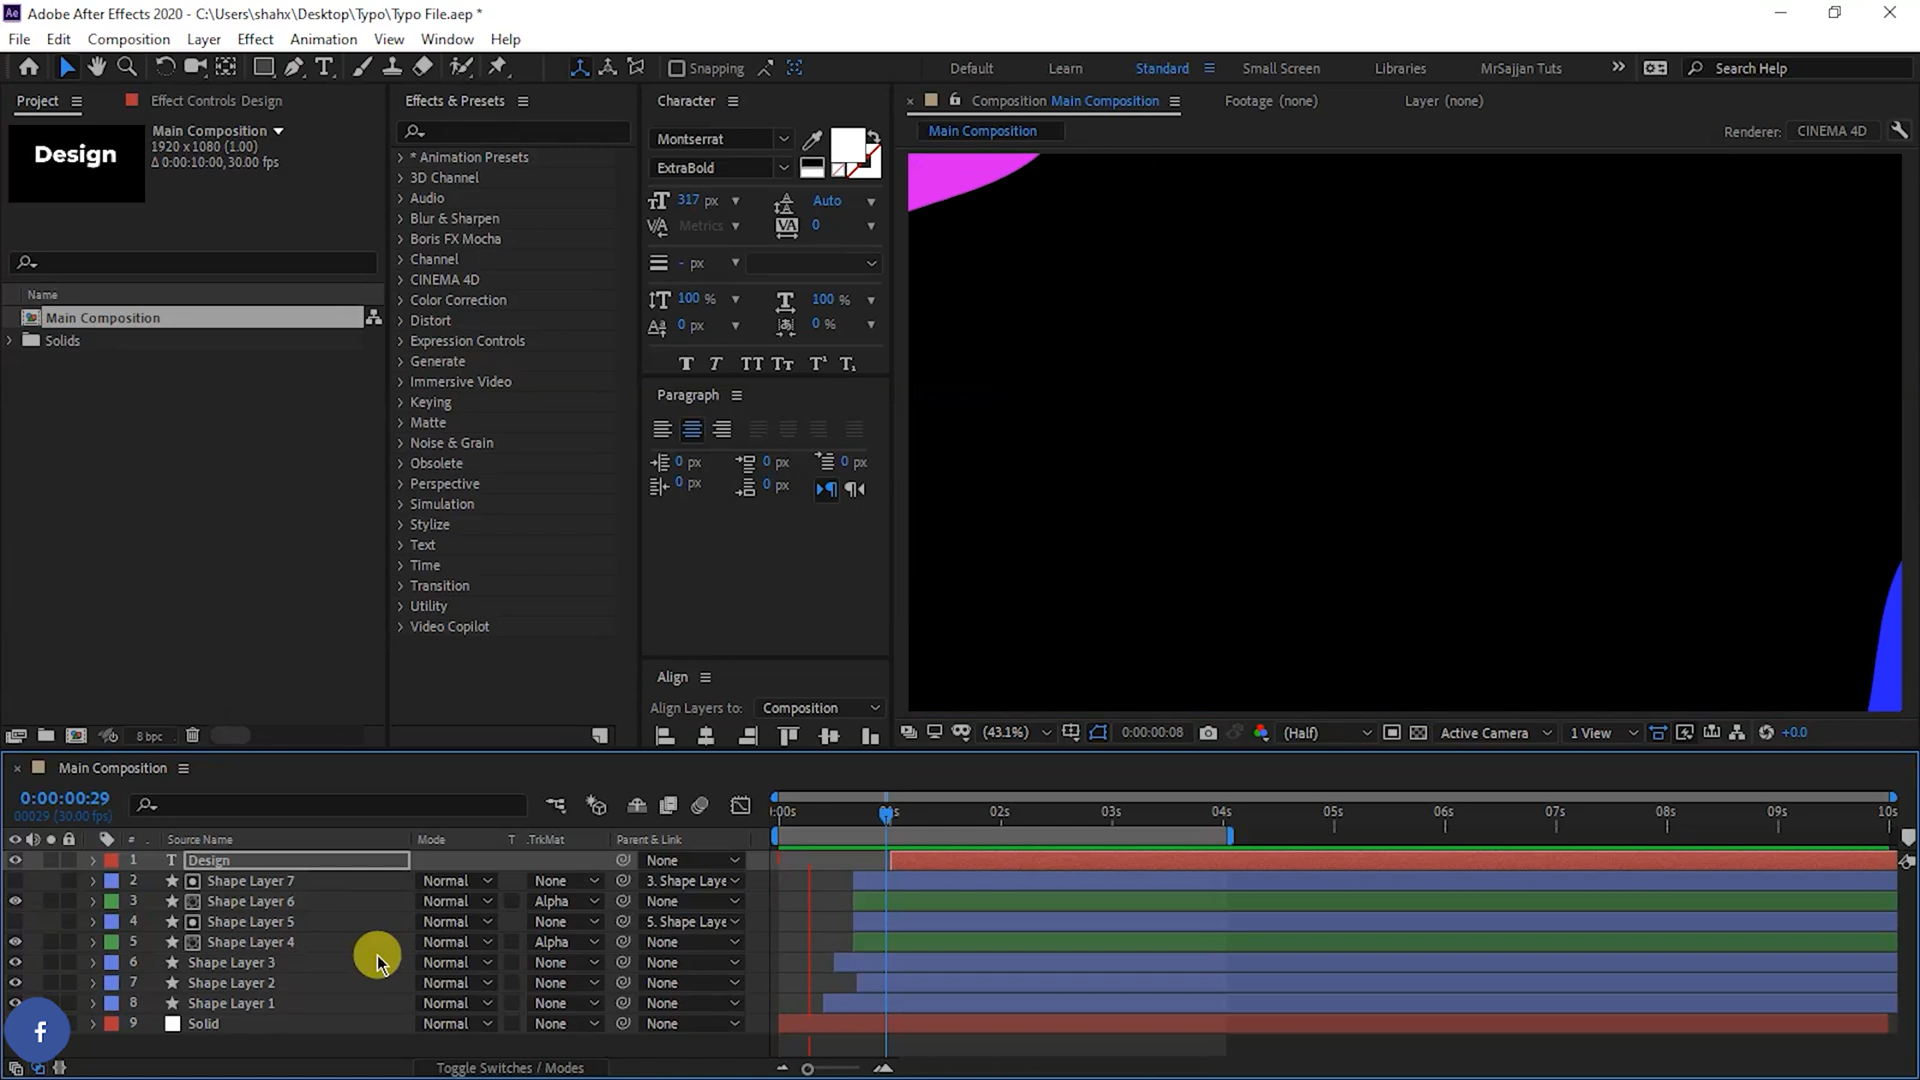 Ae Adobe After Effects 2020 - C:\Users\shahx\Desktop\Typo\Typo File.aep *
File Edit Composition Layer Effect Animation View Window Help
Snapping Default Learn Standard Small Screen Libraries MrSajjan Tuts Search Help
Project Effect Controls Design
Design
Main Composition
1920 x 1080 (1.00)
Δ 0:00:10:00, 30.00 fps
Name
Main Composition
Solids
8 bpc
Effects & Presets
* Animation Presets
3D Channel
Audio
Blur & Sharpen
Boris FX Mocha
Channel
CINEMA 4D
Color Correction
Distort
Expression Controls
Generate
Immersive Video
Keying
Matte
Noise & Grain
Obsolete
Perspective
Simulation
Stylize
Text
Time
Transition
Utility
Video Copilot
Character
Montserrat
ExtraBold
317 px Auto
Metrics 0
- px
100 % 100 %
0 px 0 %
T T TT Tt T¹ T₁
Paragraph
0 px 0 px 0 px
0 px 0 px
Align
Align Layers to: Composition
Composition Main Composition Footage (none) Layer (none)
Main Composition
Renderer: CINEMA 4D
(43.1%) 0:00:00:08 (Half) Active Camera 1 View +0.0
Main Composition
0:00:00:29
00029 (30.00 fps)
:00s 02s 03s 04s 05s 06s 07s 08s 09s 10s
# Source Name Mode T .TrkMat Parent & Link
1 T Design None
2 Shape Layer 7 Normal None 3. Shape Laye
3 Shape Layer 6 Normal Alpha None
4 Shape Layer 5 Normal None 5. Shape Laye
5 Shape Layer 4 Normal Alpha None
6 Shape Layer 3 Normal None None
7 Shape Layer 2 Normal None None
8 Shape Layer 1 Normal None None
9 Solid Normal None None
f
Toggle Switches / Modes